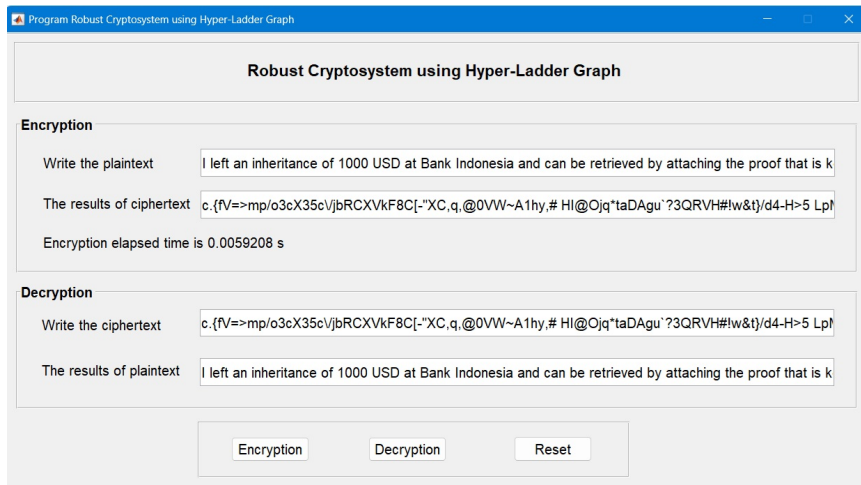 Program Robust Cryptosystem using Hyper-Ladder Graph
Robust Cryptosystem using Hyper-Ladder Graph
Encryption
Write the plaintext
I left an inheritance of 1000 USD at Bank Indonesia and can be retrieved by attaching the proof that is k
The results of ciphertext
c.{fV=>mp/o3cX35c\/jbRCXVkF8C[-"XC,q,@0VW~A1hy,# HI@Ojq*taDAgu`?3QRVH#!w&t}/d4-H>5 Lp
Encryption elapsed time is 0.0059208 s
Decryption
Write the ciphertext
c.{fV=>mp/o3cX35c\/jbRCXVkF8C[-"XC,q,@0VW~A1hy,# HI@Ojq*taDAgu`?3QRVH#!w&t}/d4-H>5 Lp
The results of plaintext
I left an inheritance of 1000 USD at Bank Indonesia and can be retrieved by attaching the proof that is k
Encryption
Decryption
Reset